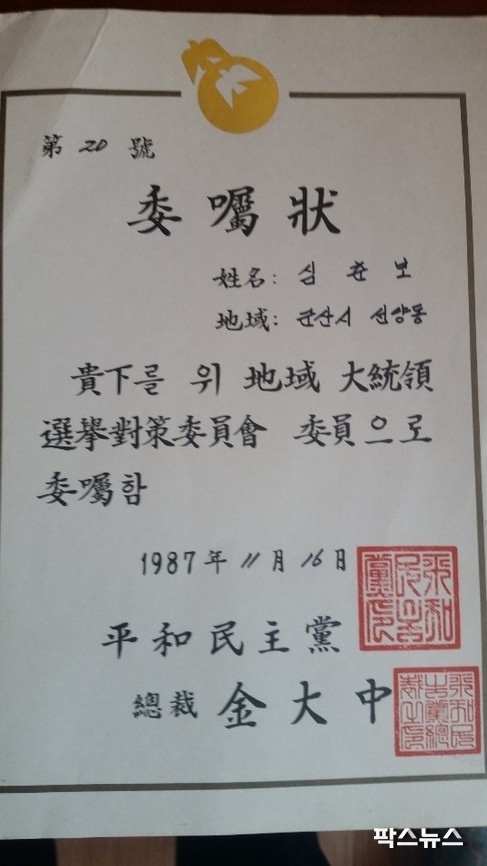 第 20 號
委囑狀
姓名: 심춘보
地域: 군산시 선양동
貴下를 위 地域 大統領
選擧對策委員會 委員으로
委囑함
1987年 11月 16日
平和民主黨
總裁 金大中
팍스뉴스